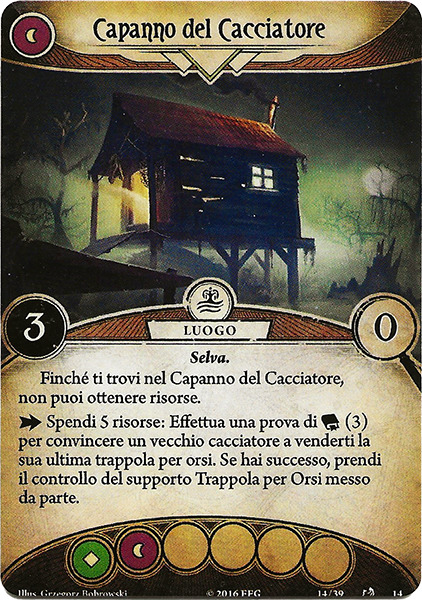 Capanno del Cacciatore
3
LUOGO
0
Selva.
Finché ti trovi nel Capanno del Cacciatore,
non puoi ottenere risorse.
Spendi 5 risorse: Effettua una prova di (3)
per convincere un vecchio cacciatore a venderti la
sua ultima trappola per orsi. Se hai successo, prendi
il controllo del supporto Trappola per Orsi messo
da parte.
Illus. Grzegorz Bobrowski © 2016 FFG 14/39 14